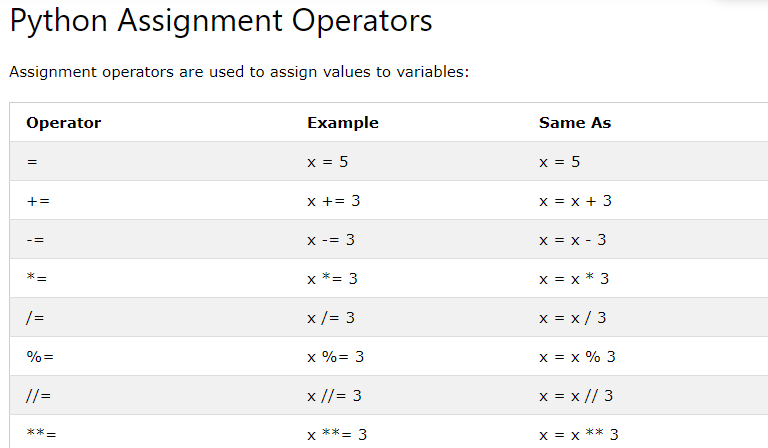 Python Assignment Operators
Assignment operators are used to assign values to variables:
Operator Example Same As
= x = 5 x = 5
+= x += 3 x = x + 3
-= x -= 3 x = x - 3
*= x *= 3 x = x * 3
/= x /= 3 x = x / 3
%= x %= 3 x = x % 3
//= x //= 3 x = x // 3
**= x **= 3 x = x ** 3